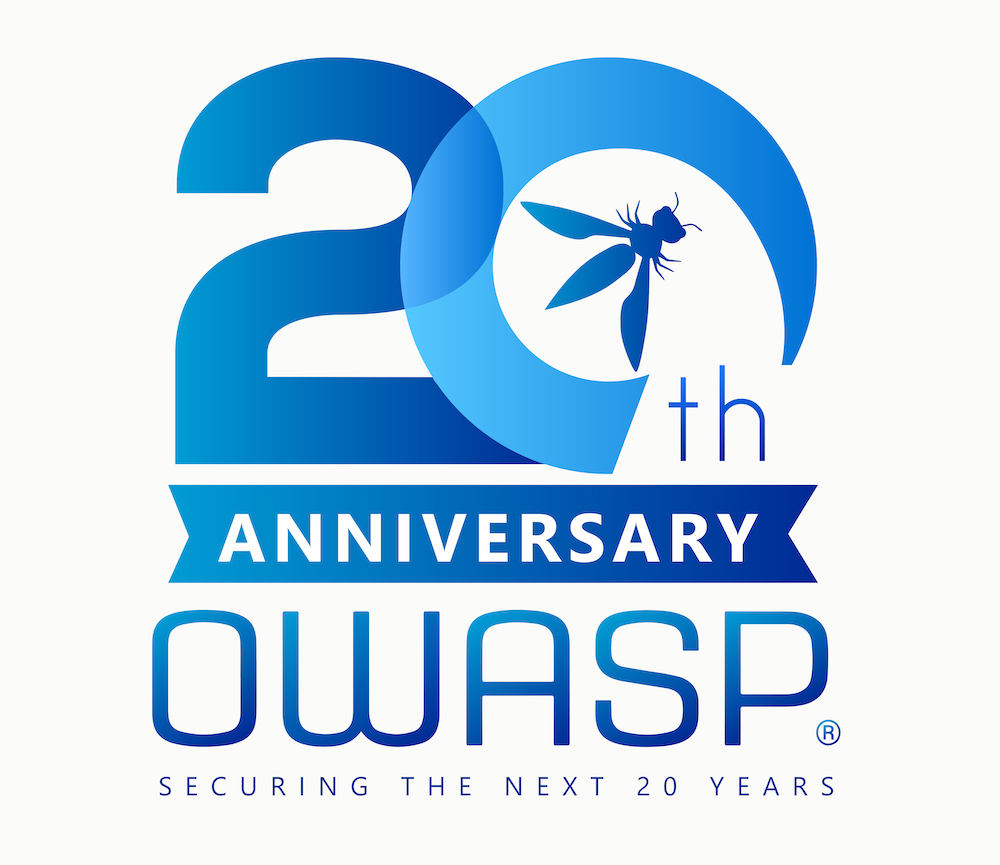 20th
ANNIVERSARY
OWASP®
SECURING THE NEXT 20 YEARS